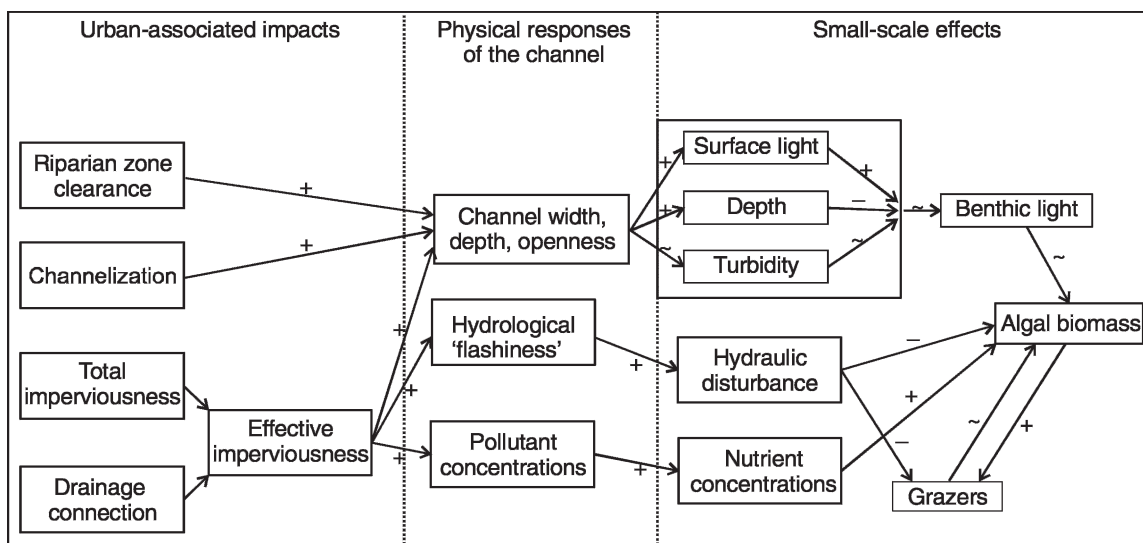 Urban-associated impacts
Physical responses
of the channel
Small-scale effects
Riparian zone
clearance
Channelization
Total
imperviousness
Drainage
connection
Effective
imperviousness
+
+
+
+
+
Channel width,
depth, openness
Hydrological
‘flashiness’
Pollutant
concentrations
+
+
~
+
+
Surface light
Depth
Turbidity
+
–
~
~
Benthic light
~
Hydraulic
disturbance
Nutrient
concentrations
–
+
–
~
+
Algal biomass
Grazers